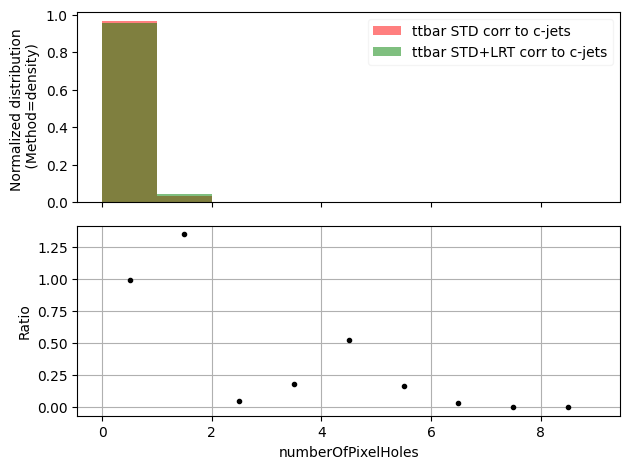 1.0
0.8
0.6
0.4
0.2
0.0
Normalized distribution
(Method=density)
ttbar STD corr to c-jets
ttbar STD+LRT corr to c-jets
1.25
1.00
0.75
0.50
0.25
0.00
Ratio
0 2 4 6 8
numberOfPixelHoles